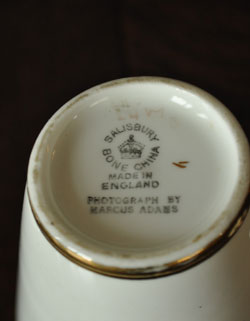 SALISBURY
BONE CHINA
MADE IN
ENGLAND
PHOTOGRAPH BY
MARCUS ADAMS